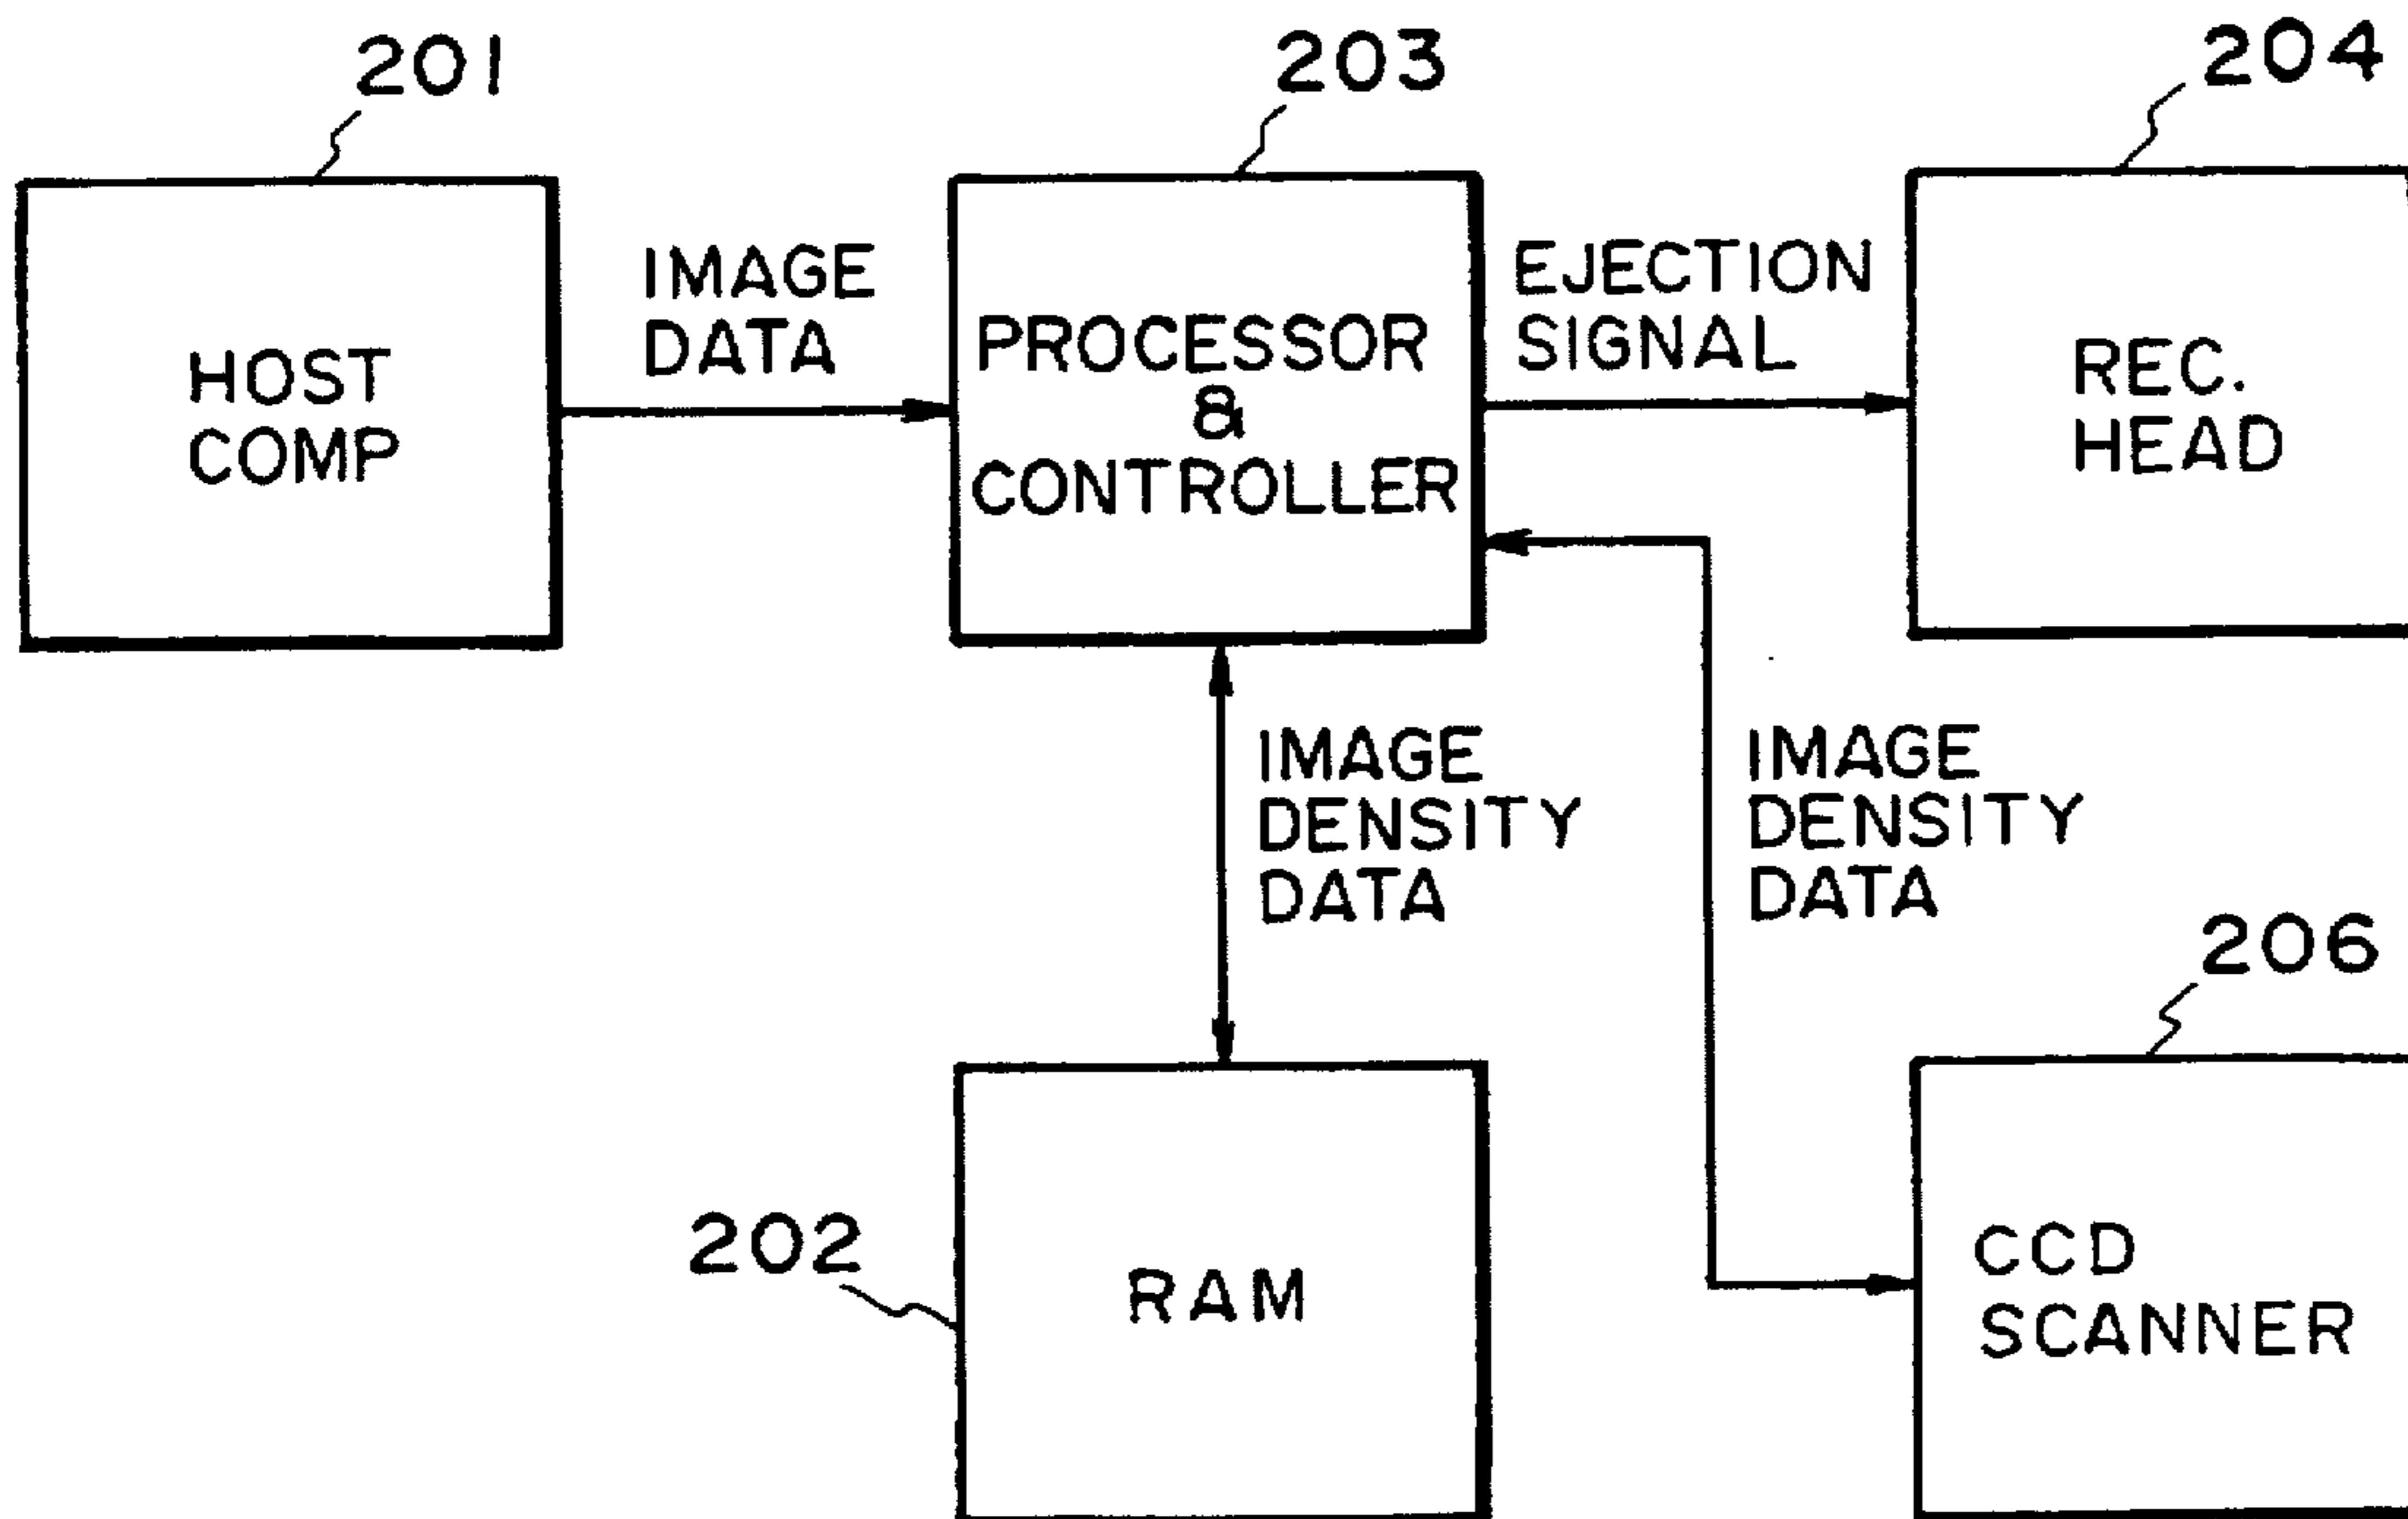 201
203
204
HOST
COMP
IMAGE
DATA
PROCESSOR
&
CONTROLLER
EJECTION
SIGNAL
REC.
HEAD
IMAGE
DENSITY
DATA
IMAGE
DENSITY
DATA
206
202
RAM
CCD
SCANNER